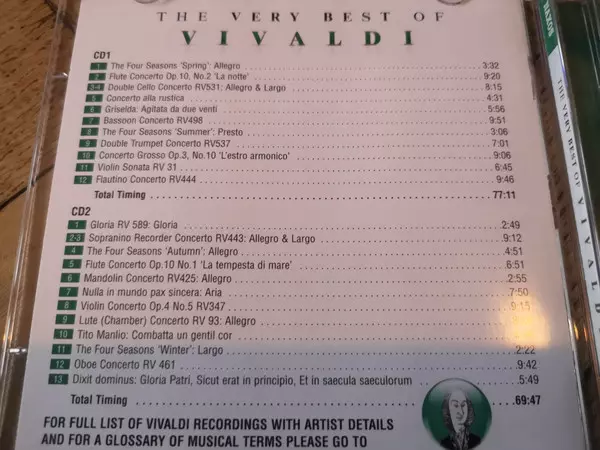 THE VERY BEST OF
VIVALDI
CD1
1 The Four Seasons 'Spring': Allegro 3:32
2 Flute Concerto Op.10, No.2 'La notte' 9:20
3-4 Double Cello Concerto RV531: Allegro & Largo 8:15
5 Concerto alla rustica 4:31
6 Griselda: Agitata da due venti 5:56
7 Bassoon Concerto RV498 9:51
8 The Four Seasons 'Summer': Presto 3:06
9 Double Trumpet Concerto RV537 7:01
10 Concerto Grosso Op.3, No.10 'L'estro armonico' 9:06
11 Violin Sonata RV 31 6:45
12 Flautino Concerto RV444 9:46
Total Timing 77:11
CD2
1 Gloria RV 589: Gloria 2:49
2-3 Sopranino Recorder Concerto RV443: Allegro & Largo 9:12
4 The Four Seasons 'Autumn': Allegro 4:51
5 Flute Concerto Op.10 No.1 'La tempesta di mare' 6:51
6 Mandolin Concerto RV425: Allegro 2:55
7 Nulla in mundo pax sincera: Aria 7:50
8 Violin Concerto Op.4 No.5 RV347
9 Lute (Chamber) Concerto RV 93: Allegro
10 Tito Manlio: Combatta un gentil cor
11 The Four Seasons 'Winter': Largo 2:22
12 Oboe Concerto RV 461 9:42
13 Dixit dominus: Gloria Patri, Sicut erat in principio, Et in saecula saeculorum 5:49
Total Timing 69:47
FOR FULL LIST OF VIVALDI RECORDINGS WITH ARTIST DETAILS
AND FOR A GLOSSARY OF MUSICAL TERMS PLEASE GO TO
NAXOS
THE VERY BEST OF VIVALDI